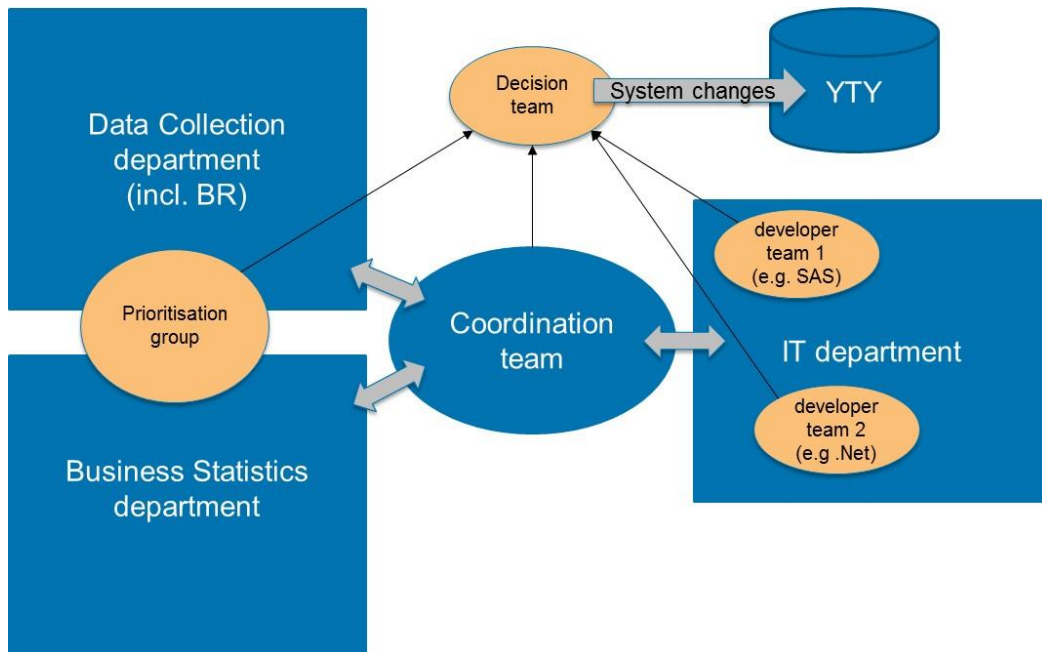 Data Collection
department
(incl. BR)
Decision
team
System changes
YTY
Prioritisation
group
Coordination
team
developer
team 1
(e.g. SAS)
IT department
developer
team 2
(e.g .Net)
Business Statistics
department